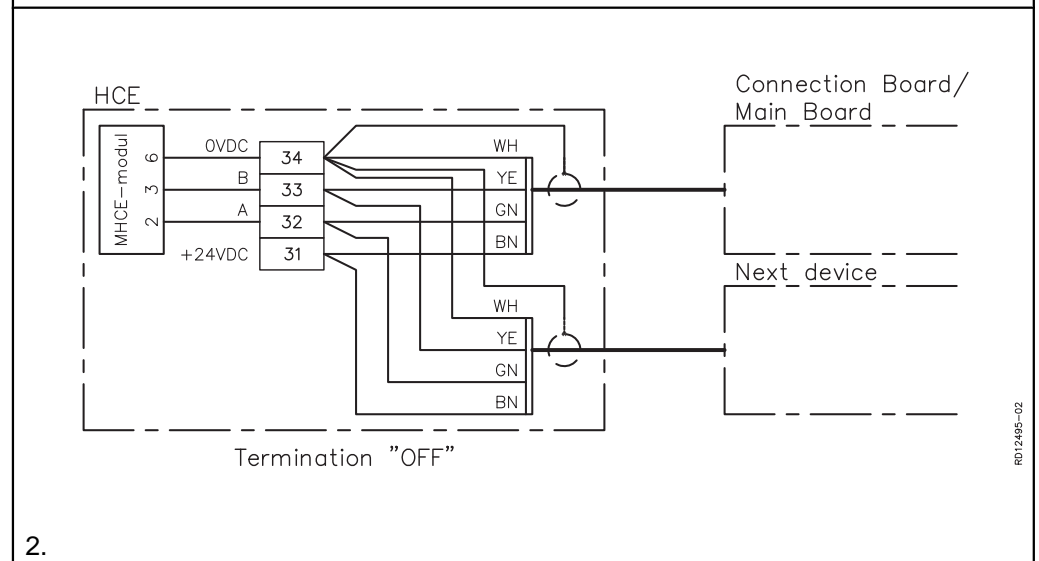 Connection Board/
Main Board
HCE
MHCE-modul
6
3
2
0VDC
B
A
+24VDC
34
33
32
31
WH
YE
GN
BN
Next device
WH
YE
GN
BN
Termination "OFF"
RD12495-02
2.